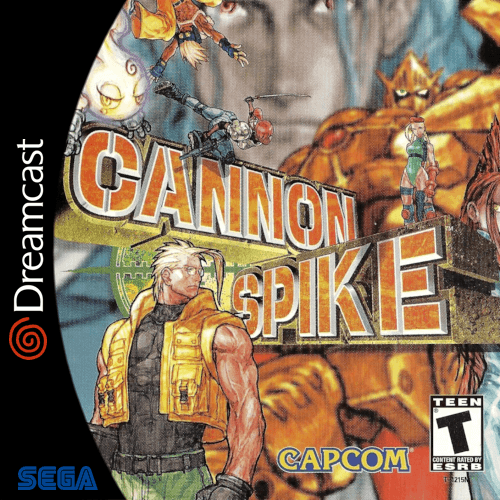 Dreamcast
CANNON
SPIKE
SEGA
CAPCOM
TEEN
T
CONTENT RATED BY
ESRB